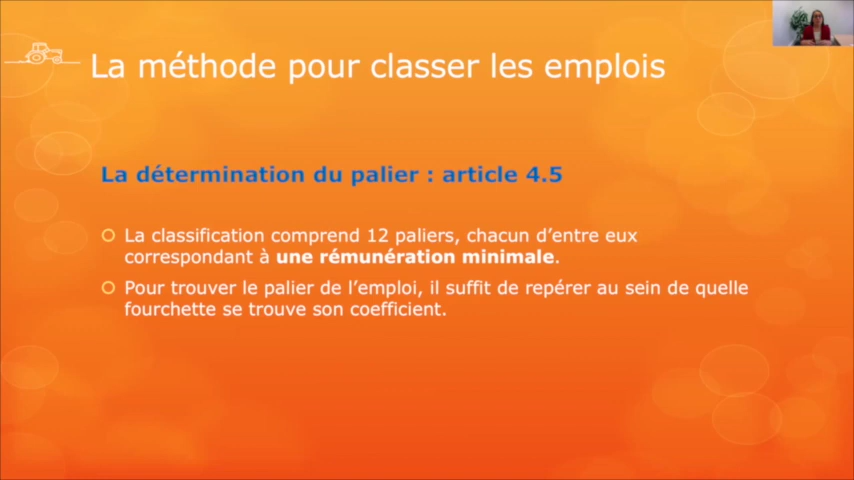 La méthode pour classer les emplois
La détermination du palier : article 4.5
La classification comprend 12 paliers, chacun d’entre eux
correspondant à une rémunération minimale.
Pour trouver le palier de l’emploi, il suffit de repérer au sein de quelle
fourchette se trouve son coefficient.